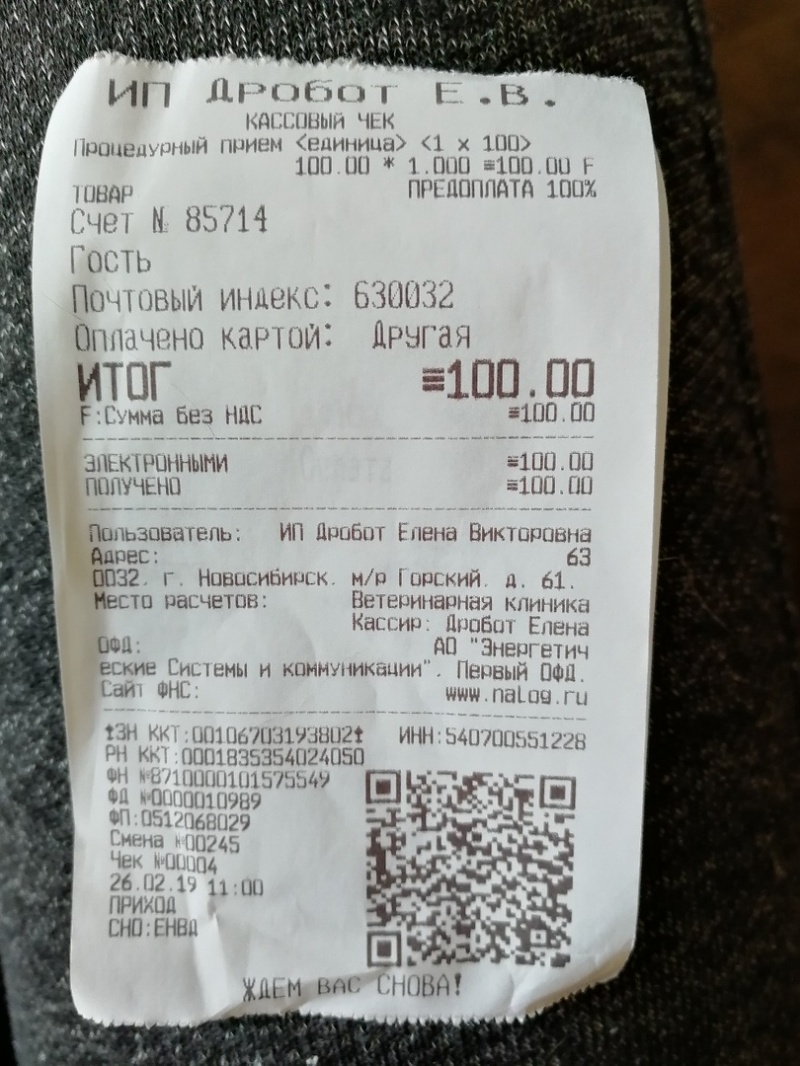 ИП Дробот Е.В.
КАССОВЫЙ ЧЕК
Процедурный прием <единица> <1 x 100>
100.00 * 1.000 ≡100.00 F
ТОВАР ПРЕДОПЛАТА 100%
Счет № 85714
Гость
Почтовый индекс: 630032
Оплачено картой: Другая
ИТОГ ≡100.00
F:Сумма без НДС ≡100.00
ЭЛЕКТРОННЫМИ ≡100.00
ПОЛУЧЕНО ≡100.00
Пользователь: ИП Дробот Елена Викторовна
Адрес: 63
0032, г. Новосибирск, м/р Горский, д. 61.
Место расчетов: Ветеринарная клиника
Кассир: Дробот Елена
ОФД: АО "Энергетич
еские Системы и коммуникации", Первый ОФД.
Сайт ФНС: www.nalog.ru
ЗН ККТ:00106703193802 ИНН:540700551228
РН ККТ:0001835354024050
ФН №8710000101575549
ФД №0000010989
ФП:0512068029
Смена №00245
Чек №00004
26.02.19 11:00
ПРИХОД
СНО:ЕНВД
ЖДЕМ ВАС СНОВА!